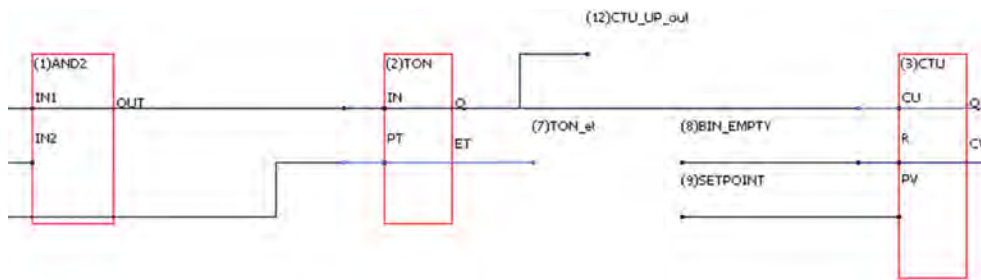 (12)CTU_UP_out
(1)AND2
(2)TON
(3)CTU
IN1
OUT
IN
Q
CU
Q
IN2
PT
ET
(7)TON_et
(8)BIN_EMPTY
R
(9)SETPOINT
PV